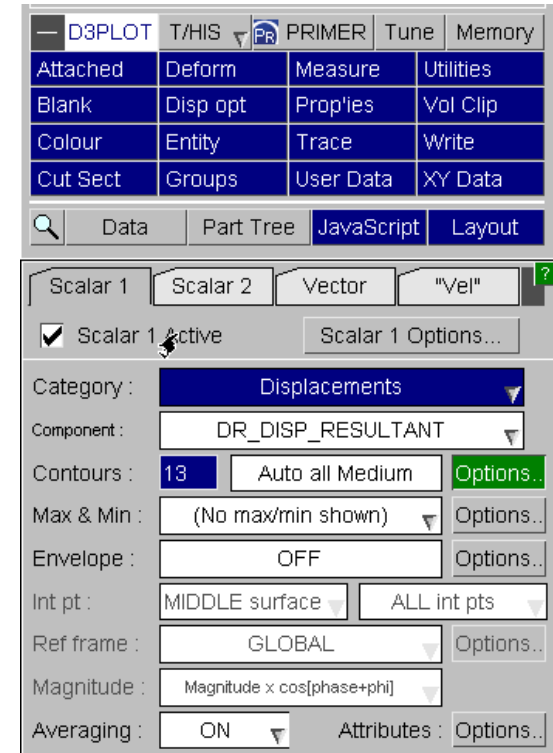 D3PLOT T/HIS PR PRIMER Tune Memory
Attached Deform Measure Utilities
Blank Disp opt Prop'ies Vol Clip
Colour Entity Trace Write
Cut Sect Groups User Data XY Data
Data Part Tree JavaScript Layout
Scalar 1 Scalar 2 Vector "Vel" ?
Scalar 1 Active Scalar 1 Options...
Category : Displacements
Component : DR_DISP_RESULTANT
Contours : 13 Auto all Medium Options..
Max & Min : (No max/min shown) Options..
Envelope : OFF Options..
Int pt : MIDDLE surface ALL int pts
Ref frame : GLOBAL Options..
Magnitude : Magnitude x cos[phase+phi]
Averaging : ON Attributes : Options..